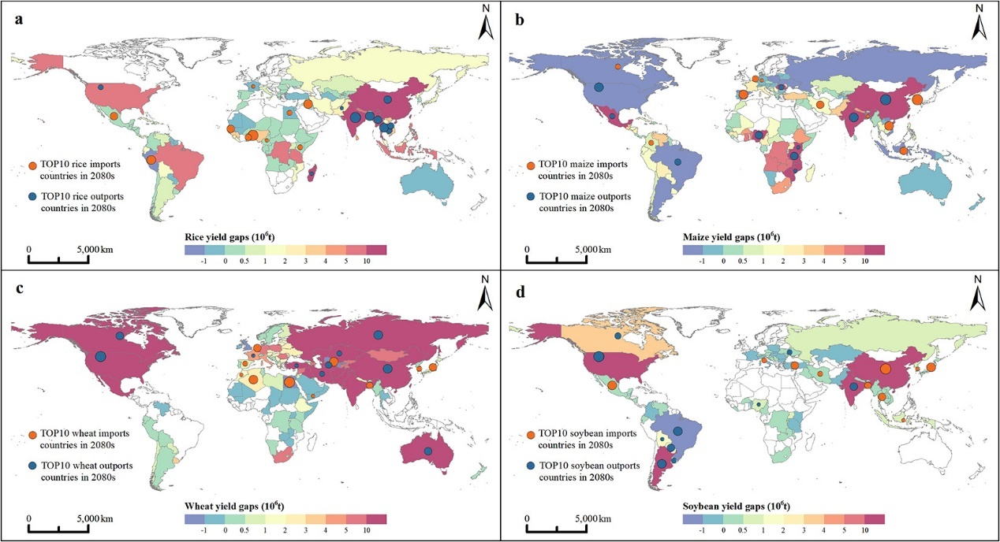 a
N
TOP10 rice imports
countries in 2080s
TOP10 rice outports
countries in 2080s
Rice yield gaps (10⁶t)
0 5,000 km
-1 0 0.5 1 2 3 4 5 10
b
N
TOP10 maize imports
countries in 2080s
TOP10 maize outports
countries in 2080s
Maize yield gaps (10⁶t)
0 5,000 km
-1 0 0.5 1 2 3 4 5 10
c
N
TOP10 wheat imports
countries in 2080s
TOP10 wheat outports
countries in 2080s
Wheat yield gaps (10⁶t)
0 5,000 km
-1 0 0.5 1 2 3 4 5 10
d
N
TOP10 soybean imports
countries in 2080s
TOP10 soybean outports
countries in 2080s
Soybean yield gaps (10⁶t)
0 5,000 km
-1 0 0.5 1 2 3 4 5 10